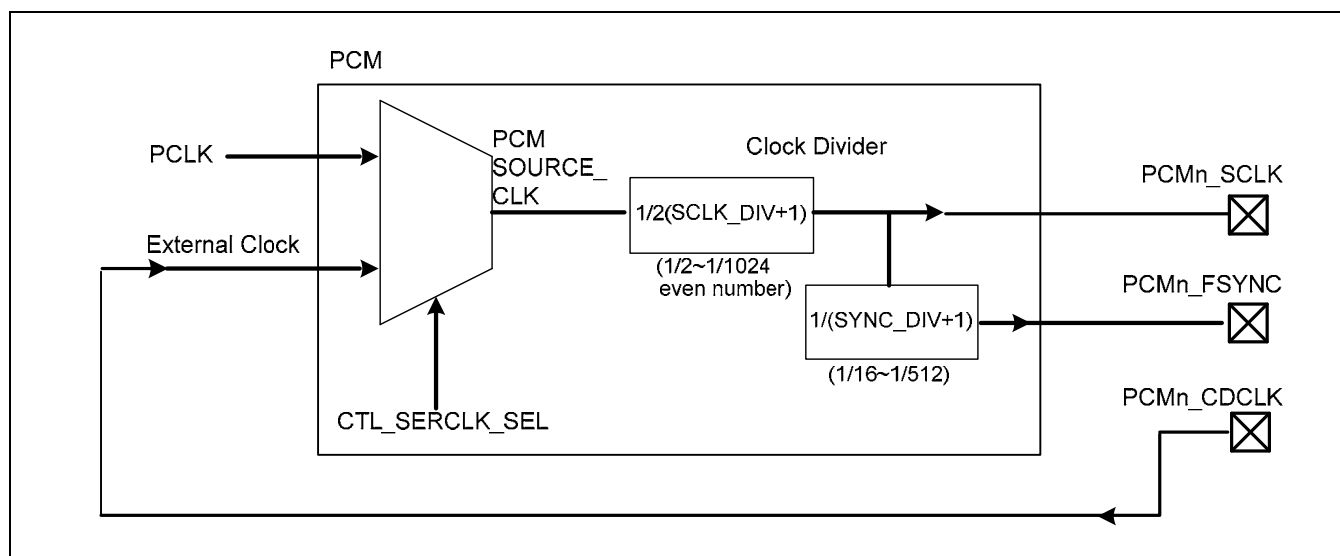 PCM
PCLK
PCM
SOURCE_
CLK
Clock Divider
PCMn_SCLK
1/2(SCLK_DIV+1)
External Clock
(1/2~1/1024
even number)
PCMn_FSYNC
1/(SYNC_DIV+1)
(1/16~1/512)
CTL_SERCLK_SEL
PCMn_CDCLK